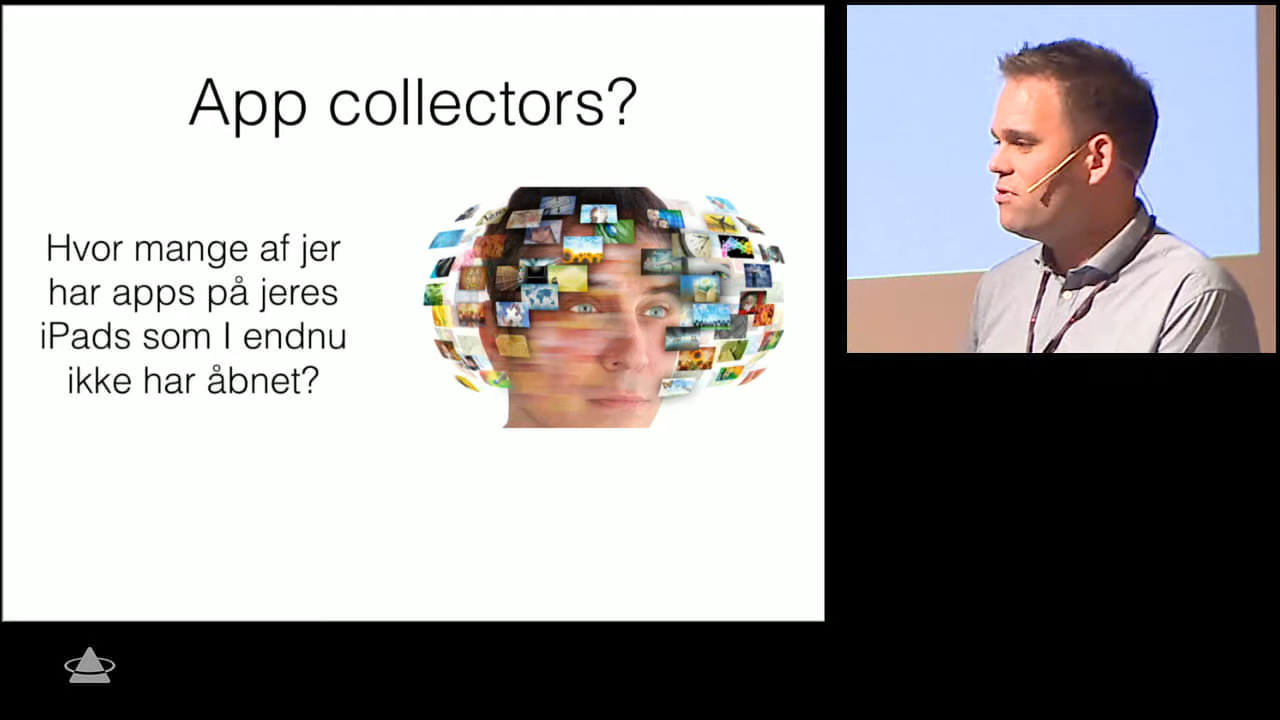 App collectors?
Hvor mange af jer
har apps på jeres
iPads som I endnu
ikke har åbnet?